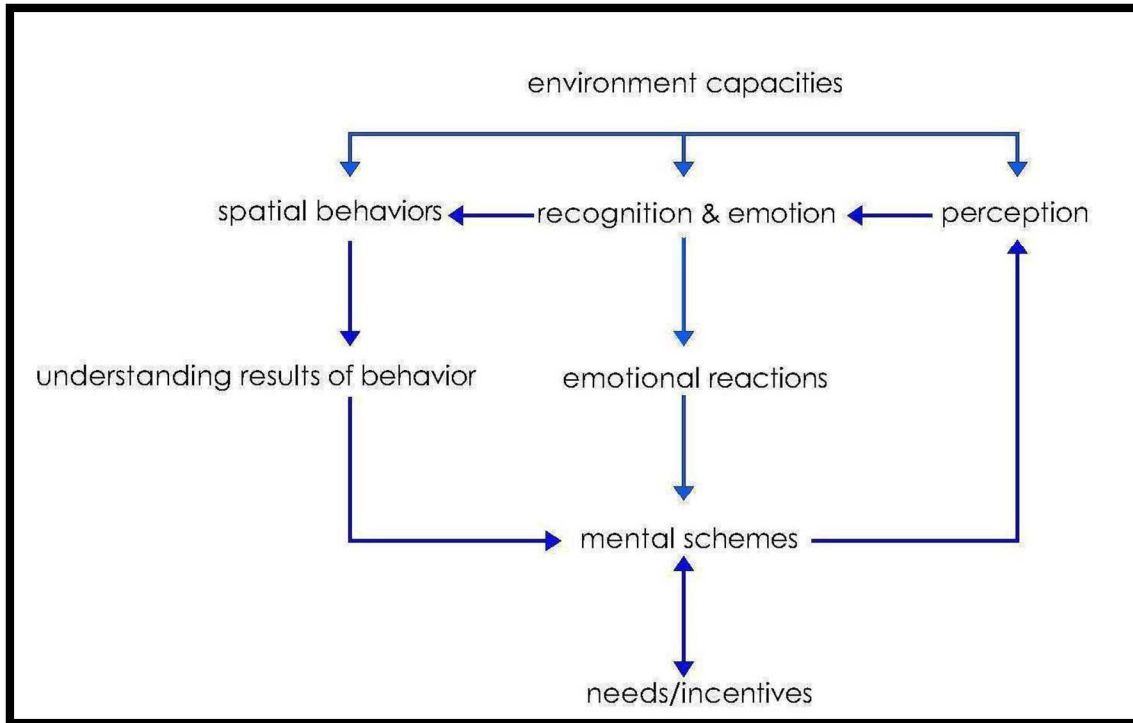 environment capacities
spatial behaviors
recognition & emotion
perception
understanding results of behavior
emotional reactions
mental schemes
needs/incentives